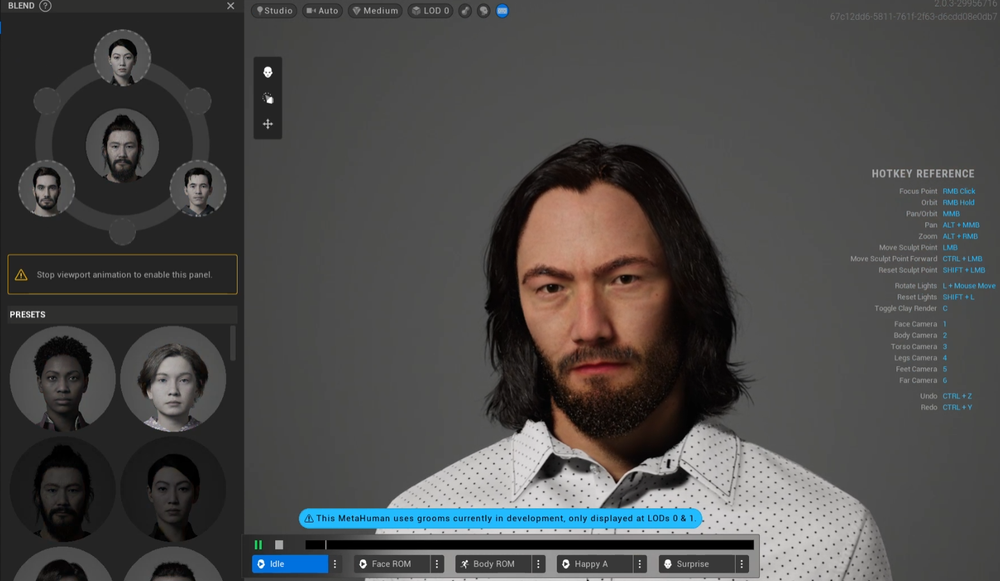 BLEND ?
Studio
Auto
Medium
LOD 0
2.0.3-29956716
67c12dd6-5811-761f-2f63-d6cdd08e0db7
Stop viewport animation to enable this panel.
PRESETS
HOTKEY REFERENCE
Focus Point RMB Click
Orbit RMB Hold
Pan/Orbit MMB
Pan ALT + MMB
Zoom ALT + RMB
Move Sculpt Point LMB
Move Sculpt Point Forward CTRL + LMB
Reset Sculpt Point SHIFT + LMB
Rotate Lights L + Mouse Move
Reset Lights SHIFT + L
Toggle Clay Render C
Face Camera 1
Body Camera 2
Torso Camera 3
Legs Camera 4
Feet Camera 5
Far Camera 6
Undo CTRL + Z
Redo CTRL + Y
This MetaHuman uses grooms currently in development, only displayed at LODs 0 & 1.
Idle
Face ROM
Body ROM
Happy A
Surprise